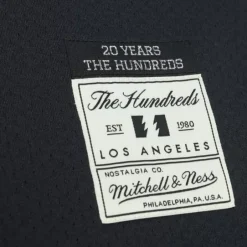 20 YEARS
THE HUNDREDS
The Hundreds
EST 1980
LOS ANGELES
NOSTALGIA CO.
Mitchell & Ness
PHILADELPHIA, PA. U.S.A.